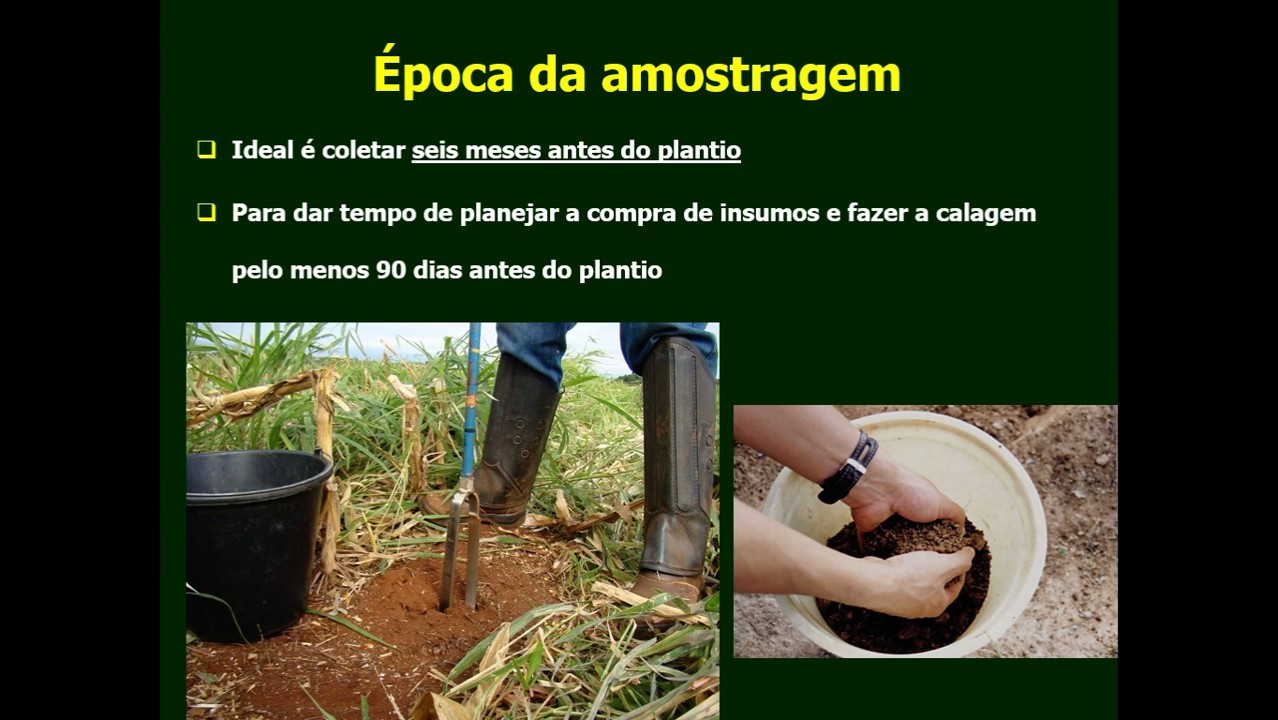 Época da amostragem
Ideal é coletar seis meses antes do plantio
Para dar tempo de planejar a compra de insumos e fazer a calagem
pelo menos 90 dias antes do plantio